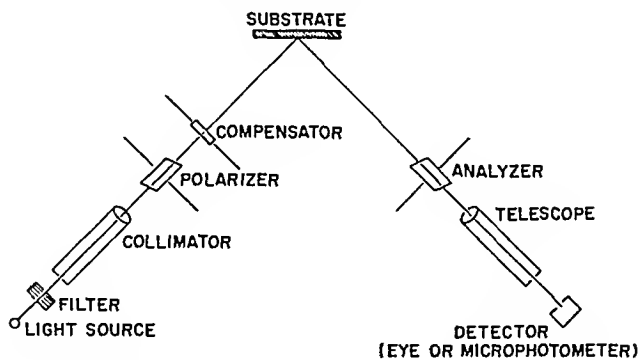 SUBSTRATE
COMPENSATOR
POLARIZER
ANALYZER
TELESCOPE
COLLIMATOR
FILTER
LIGHT SOURCE
DETECTOR
(EYE OR MICROPHOTOMETER)